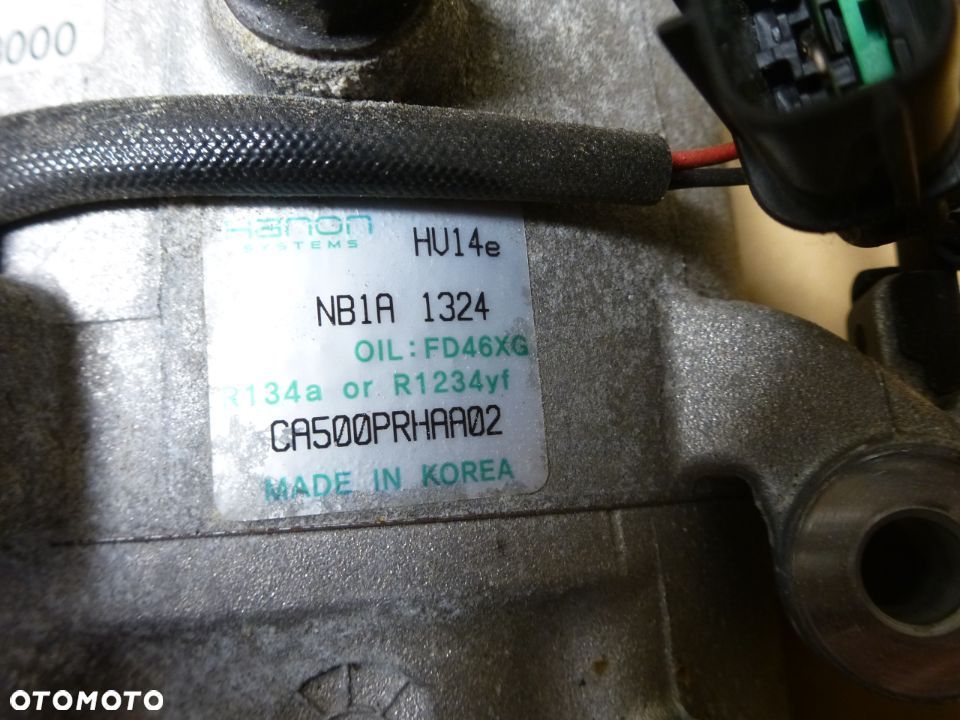 0000
Hanon
SYSTEMS
HV14e
NB1A 1324
OIL:FD46XG
R134a or R1234yf
CA500PRHAA02
MADE IN KOREA
OTOMOTO